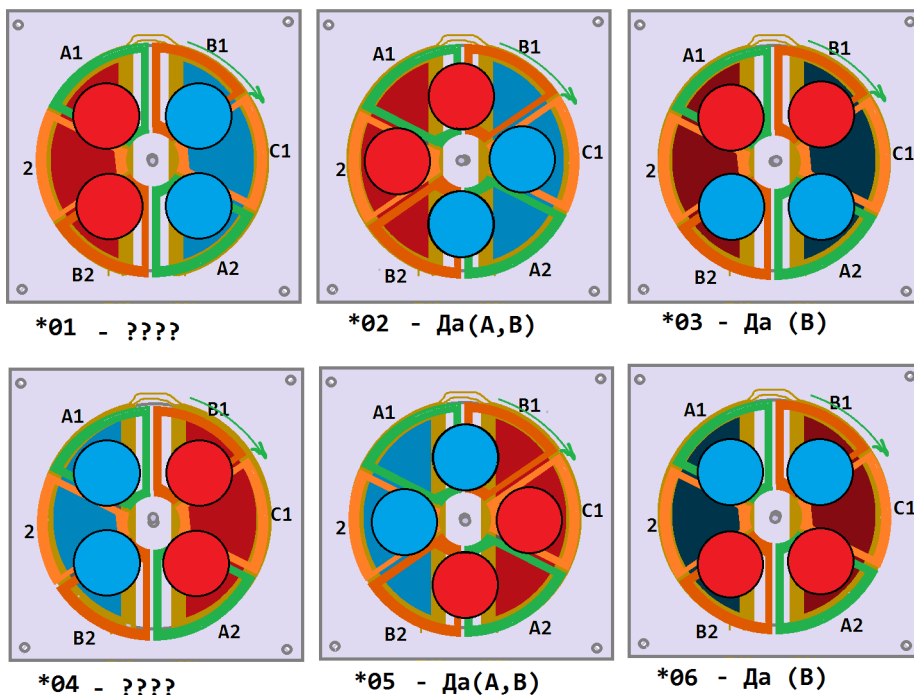 A1 B1 C1 2 B2 A2
*01 - ????
A1 B1 C1 2 B2 A2
*02 - Да(А,В)
A1 B1 C1 2 B2 A2
*03 - Да (В)
A1 B1 C1 2 B2 A2
*04 - ????
A1 B1 C1 2 B2 A2
*05 - Да(А,В)
A1 B1 C1 2 B2 A2
*06 - Да (В)